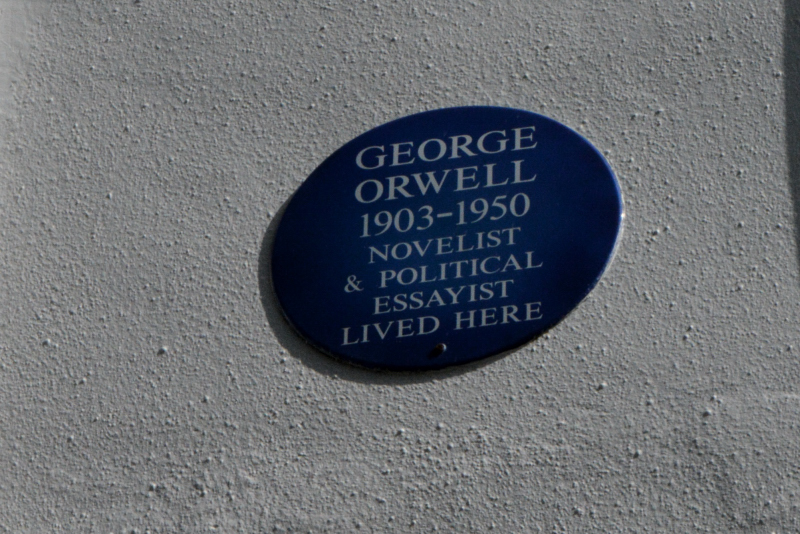 GEORGE
ORWELL
1903-1950
NOVELIST
& POLITICAL
ESSAYIST
LIVED HERE